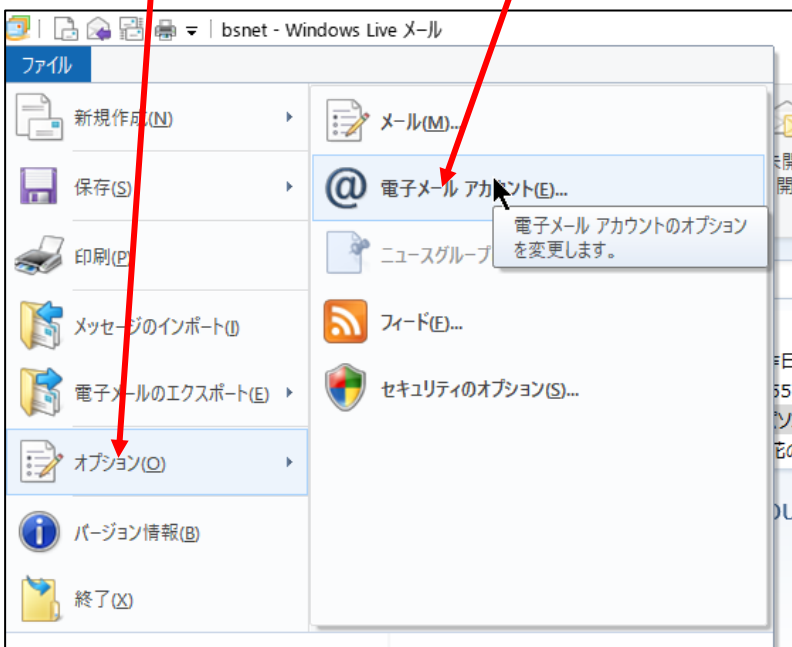 bsnet - Windows Live メール
ファイル
新規作成(N)
保存(S)
印刷(P)
メッセージのインポート(I)
電子メールのエクスポート(E)
オプション(O)
バージョン情報(B)
終了(X)
メール(M)...
電子メール アカウント(E)...
電子メール アカウントのオプション
を変更します。
ニュースグループ
フィード(F)...
セキュリティのオプション(S)...
開